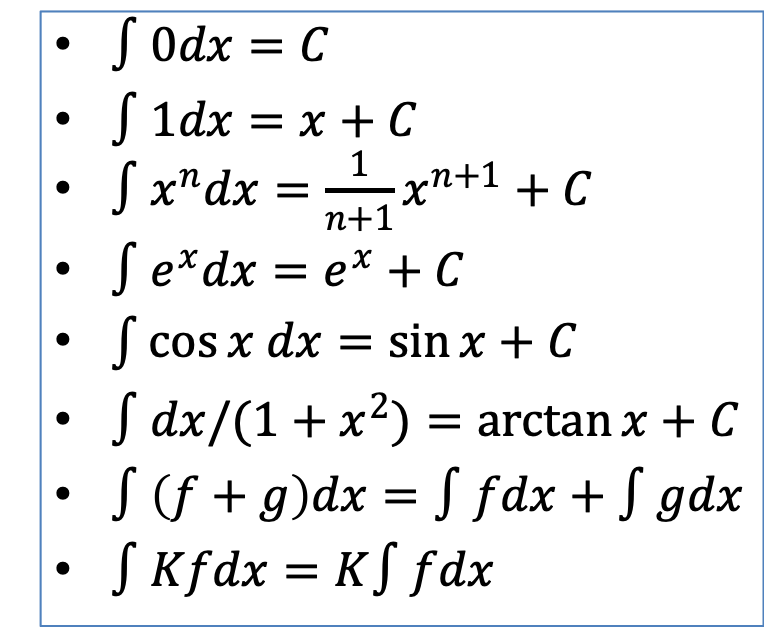 • ∫ 0dx = C
• ∫ 1dx = x + C
• ∫ xⁿdx = 1/(n+1) xⁿ⁺¹ + C
• ∫ eˣdx = eˣ + C
• ∫ cos x dx = sin x + C
• ∫ dx/(1 + x²) = arctan x + C
• ∫ (f + g)dx = ∫ fdx + ∫ gdx
• ∫ Kfdx = K∫ fdx